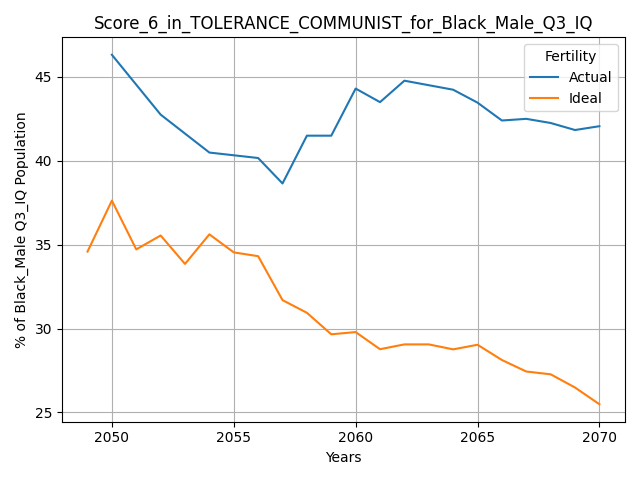 Score_6_in_TOLERANCE_COMMUNIST_for_Black_Male_Q3_IQ
Fertility
Actual
Ideal
% of Black_Male Q3_IQ Population
45
40
35
30
25
2050 2055 2060 2065 2070
Years